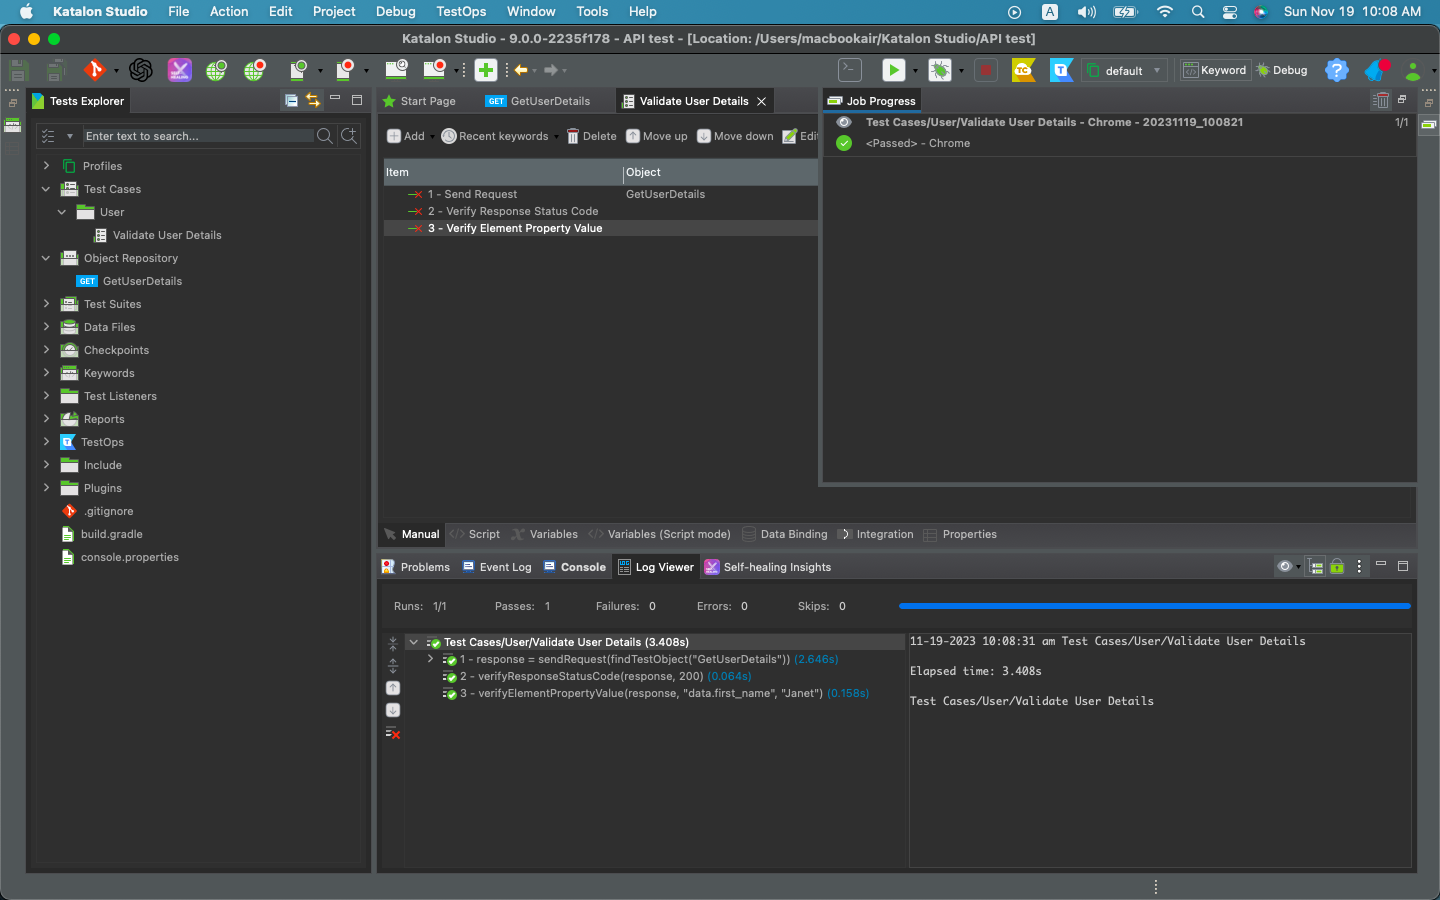 Katalon Studio File Action Edit Project Debug TestOps Window Tools Help A Sun Nov 19 10:08 AM
Katalon Studio - 9.0.0-2235f178 - API test - [Location: /Users/macbookair/Katalon Studio/API test]
TC T default Keyword Debug
Tests Explorer
Enter text to search...
Profiles
Test Cases
User
Validate User Details
Object Repository
GET GetUserDetails
Test Suites
Data Files
Checkpoints
Keywords
Test Listeners
Reports
TestOps
Include
Plugins
.gitignore
build.gradle
console.properties
Start Page GET GetUserDetails Validate User Details
Add Recent keywords Delete Move up Move down Edit
Item Object
1 - Send Request GetUserDetails
2 - Verify Response Status Code
3 - Verify Element Property Value
Job Progress
Test Cases/User/Validate User Details - Chrome - 20231119_100821 1/1
<Passed> - Chrome
Manual Script Variables Variables (Script mode) Data Binding Integration Properties
Problems Event Log Console Log Viewer Self-healing Insights
Runs: 1/1 Passes: 1 Failures: 0 Errors: 0 Skips: 0
Test Cases/User/Validate User Details (3.408s)
1 - response = sendRequest(findTestObject("GetUserDetails")) (2.646s)
2 - verifyResponseStatusCode(response, 200) (0.064s)
3 - verifyElementPropertyValue(response, "data.first_name", "Janet") (0.158s)
11-19-2023 10:08:31 am Test Cases/User/Validate User Details
Elapsed time: 3.408s
Test Cases/User/Validate User Details